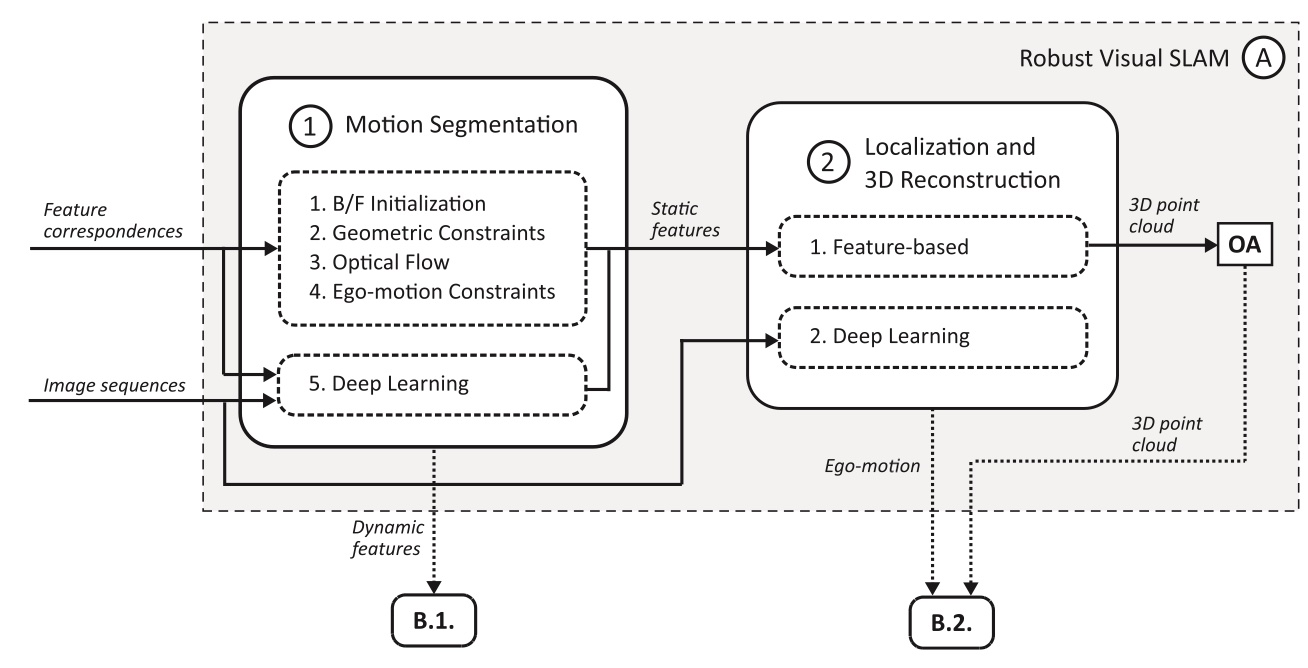 Robust Visual SLAM A
1 Motion Segmentation
1. B/F Initialization
2. Geometric Constraints
3. Optical Flow
4. Ego-motion Constraints
5. Deep Learning
Feature
correspondences
Image sequences
Static
features
2 Localization and
3D Reconstruction
1. Feature-based
2. Deep Learning
3D point
cloud
OA
3D point
cloud
Ego-motion
Dynamic
features
B.1.
B.2.